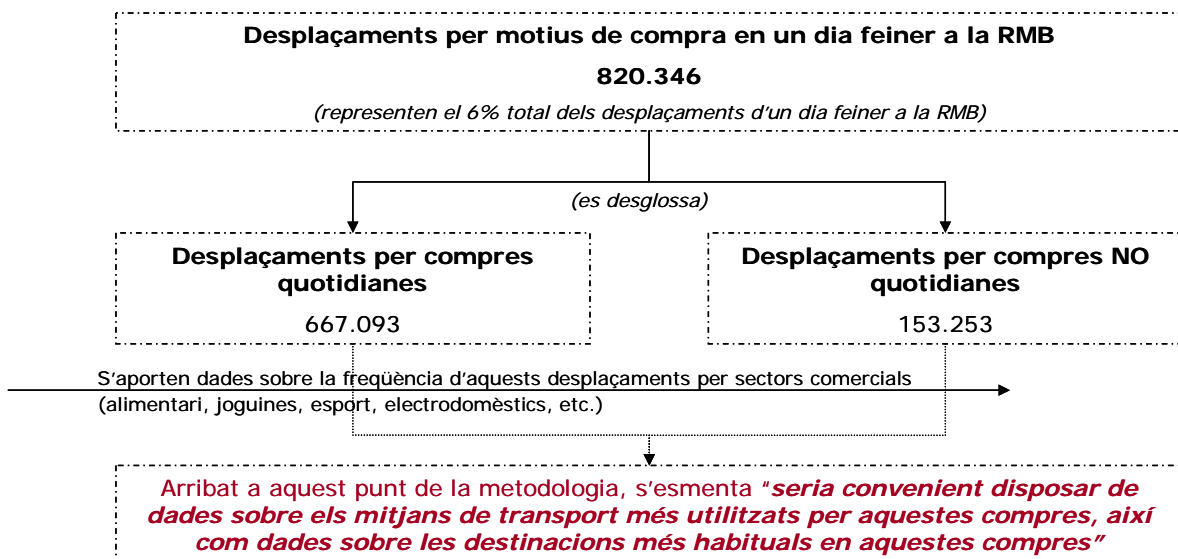 Desplaçaments per motius de compra en un dia feiner a la RMB
820.346
(representen el 6% total dels desplaçaments d'un dia feiner a la RMB)
(es desglossa)
Desplaçaments per compres
quotidianes
667.093
Desplaçaments per compres NO
quotidianes
153.253
S'aporten dades sobre la freqüència d'aquests desplaçaments per sectors comercials
(alimentari, joguines, esport, electrodomèstics, etc.)
Arribat a aquest punt de la metodologia, s'esmenta "seria convenient disposar de
dades sobre els mitjans de transport més utilitzats per aquestes compres, així
com dades sobre les destinacions més habituals en aquestes compres"